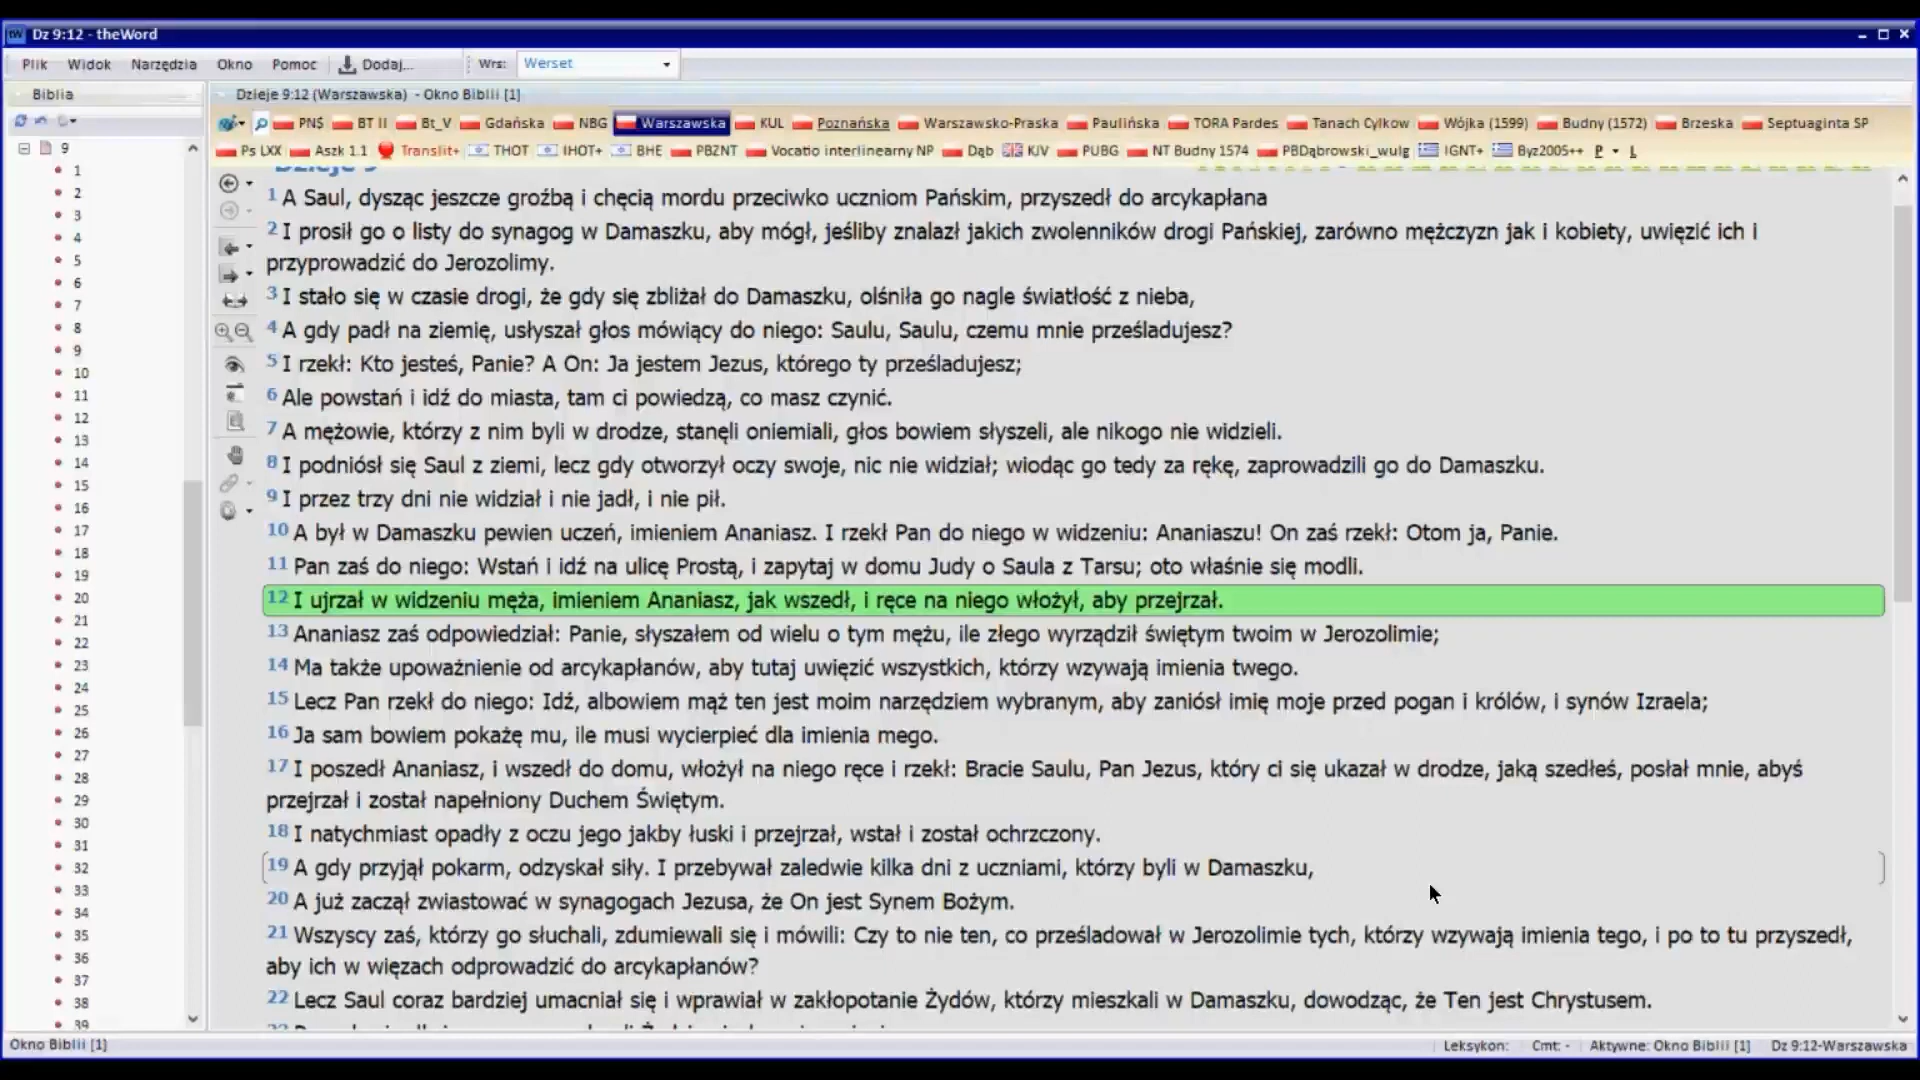 Dz 9:12 - theWord
Plik Widok Narzędzia Okno Pomoc Dodaj... Wrs: Werset
Biblia
Dzieje 9:12 (Warszawska) - Okno Biblii [1]
PNŚ BT II Bt_V Gdańska NBG Warszawska KUL Poznańska Warszawsko-Praska Paulińska TORA Pardes Tanach Cylkow Wójka (1599) Budny (1572) Brzeska Septuaginta SP
Ps LXX Aszk 1.1 Translit+ THOT IHOT+ BHE PBZNT Vocatio interlinearny NP Dąb KJV PUBG NT Budny 1574 PBDąbrowski_wulg IGNT+ Byz2005++ P L
9
1
2
3
4
5
6
7
8
9
10
11
12
13
14
15
16
17
18
19
20
21
22
23
24
25
26
27
28
29
30
31
32
33
34
35
36
37
38
39
Dzieje 9
1 A Saul, dysząc jeszcze groźbą i chęcią mordu przeciwko uczniom Pańskim, przyszedł do arcykapłana
2 I prosił go o listy do synagog w Damaszku, aby mógł, jeśliby znalazł jakich zwolenników drogi Pańskiej, zarówno mężczyzn jak i kobiety, uwięzić ich i
przyprowadzić do Jerozolimy.
3 I stało się w czasie drogi, że gdy się zbliżał do Damaszku, olśniła go nagle światłość z nieba,
4 A gdy padł na ziemię, usłyszał głos mówiący do niego: Saulu, Saulu, czemu mnie prześladujesz?
5 I rzekł: Kto jesteś, Panie? A On: Ja jestem Jezus, którego ty prześladujesz;
6 Ale powstań i idź do miasta, tam ci powiedzą, co masz czynić.
7 A mężowie, którzy z nim byli w drodze, stanęli oniemiali, głos bowiem słyszeli, ale nikogo nie widzieli.
8 I podniósł się Saul z ziemi, lecz gdy otworzył oczy swoje, nic nie widział; wiodąc go tedy za rękę, zaprowadzili go do Damaszku.
9 I przez trzy dni nie widział i nie jadł, i nie pił.
10 A był w Damaszku pewien uczeń, imieniem Ananiasz. I rzekł Pan do niego w widzeniu: Ananiaszu! On zaś rzekł: Otom ja, Panie.
11 Pan zaś do niego: Wstań i idź na ulicę Prostą, i zapytaj w domu Judy o Saula z Tarsu; oto właśnie się modli.
12 I ujrzał w widzeniu męża, imieniem Ananiasz, jak wszedł, i ręce na niego włożył, aby przejrzał.
13 Ananiasz zaś odpowiedział: Panie, słyszałem od wielu o tym mężu, ile złego wyrządził świętym twoim w Jerozolimie;
14 Ma także upoważnienie od arcykapłanów, aby tutaj uwięzić wszystkich, którzy wzywają imienia twego.
15 Lecz Pan rzekł do niego: Idź, albowiem mąż ten jest moim narzędziem wybranym, aby zaniósł imię moje przed pogan i królów, i synów Izraela;
16 Ja sam bowiem pokażę mu, ile musi wycierpieć dla imienia mego.
17 I poszedł Ananiasz, i wszedł do domu, włożył na niego ręce i rzekł: Bracie Saulu, Pan Jezus, który ci się ukazał w drodze, jaką szedłeś, posłał mnie, abyś
przejrzał i został napełniony Duchem Świętym.
18 I natychmiast opadły z oczu jego jakby łuski i przejrzał, wstał i został ochrzczony.
19 A gdy przyjął pokarm, odzyskał siły. I przebywał zaledwie kilka dni z uczniami, którzy byli w Damaszku,
20 A już zaczął zwiastować w synagogach Jezusa, że On jest Synem Bożym.
21 Wszyscy zaś, którzy go słuchali, zdumiewali się i mówili: Czy to nie ten, co prześladował w Jerozolimie tych, którzy wzywają imienia tego, i po to tu przyszedł,
aby ich w więzach odprowadzić do arcykapłanów?
22 Lecz Saul coraz bardziej umacniał się i wprawiał w zakłopotanie Żydów, którzy mieszkali w Damaszku, dowodząc, że Ten jest Chrystusem.
Okno Biblii [1] Leksykon: Cmt: - Aktywne: Okno Biblii [1] Dz 9:12-Warszawska